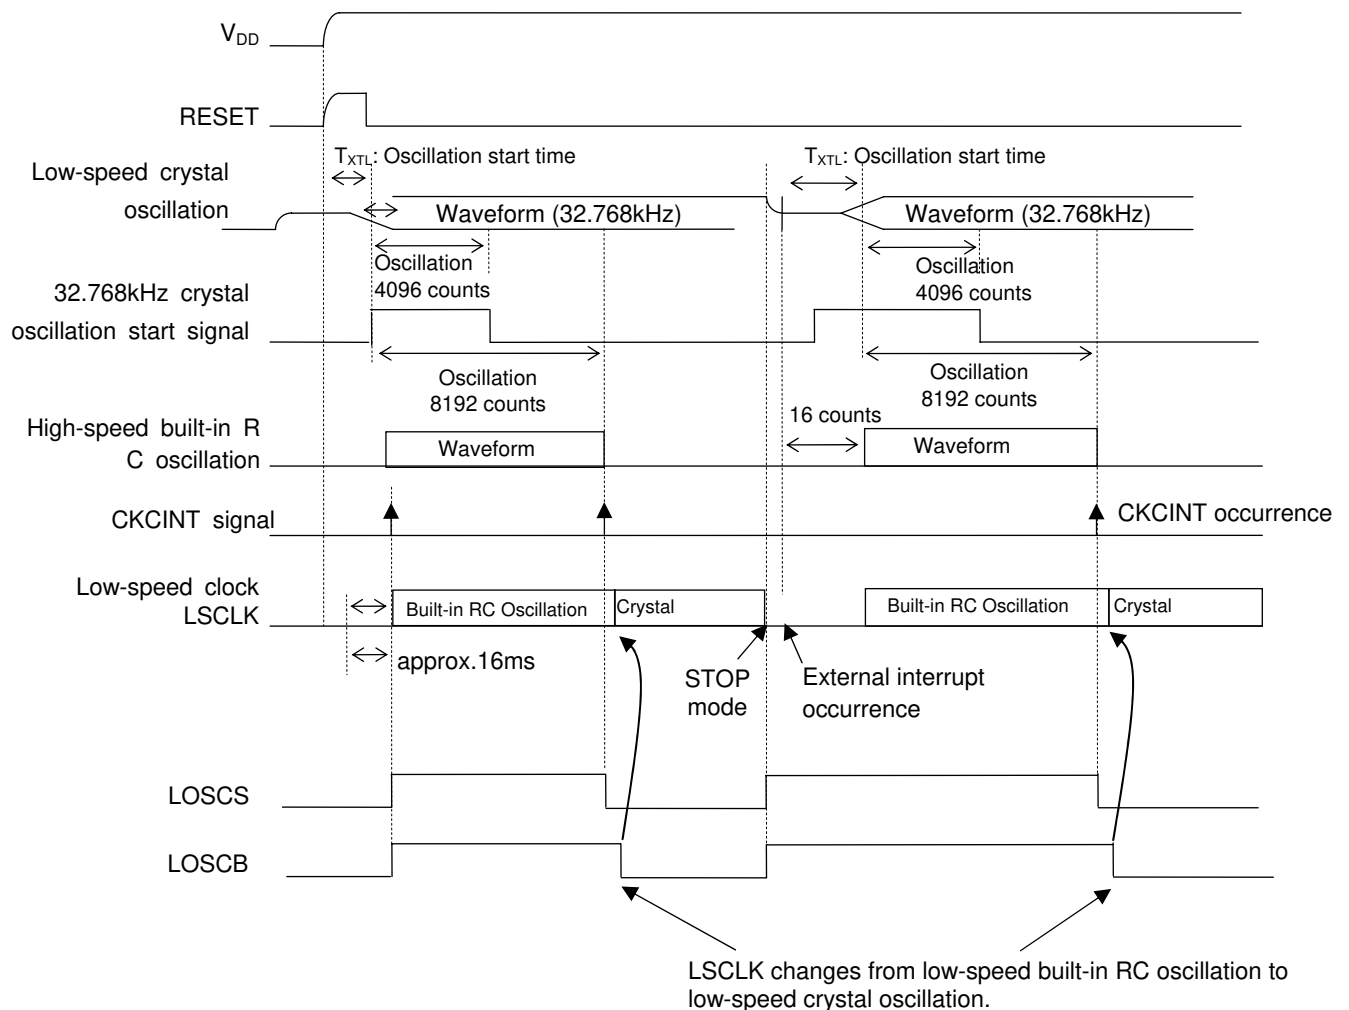 VDD
RESET
TXTL: Oscillation start time
TXTL: Oscillation start time
Low-speed crystal
oscillation
Waveform (32.768kHz)
Waveform (32.768kHz)
Oscillation
4096 counts
Oscillation
4096 counts
32.768kHz crystal
oscillation start signal
Oscillation
8192 counts
Oscillation
8192 counts
16 counts
High-speed built-in R
C oscillation
Waveform
Waveform
CKCINT signal
CKCINT occurrence
Low-speed clock
LSCLK
Built-in RC Oscillation
Crystal
Built-in RC Oscillation
Crystal
approx.16ms
STOP
mode
External interrupt
occurrence
LOSCS
LOSCB
LSCLK changes from low-speed built-in RC oscillation to
low-speed crystal oscillation.